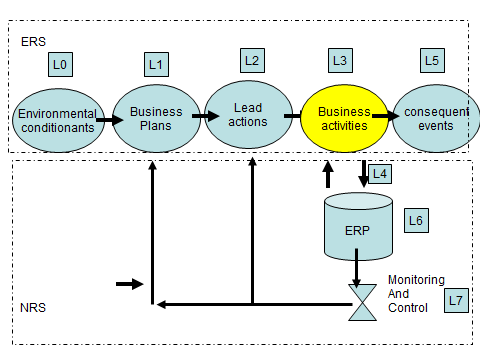 ERS
L0
L1
L2
L3
L5
Environmental
conditionants
Business
Plans
Lead
actions
Business
activities
consequent
events
L4
ERP
L6
Monitoring
And
Control
L7
NRS